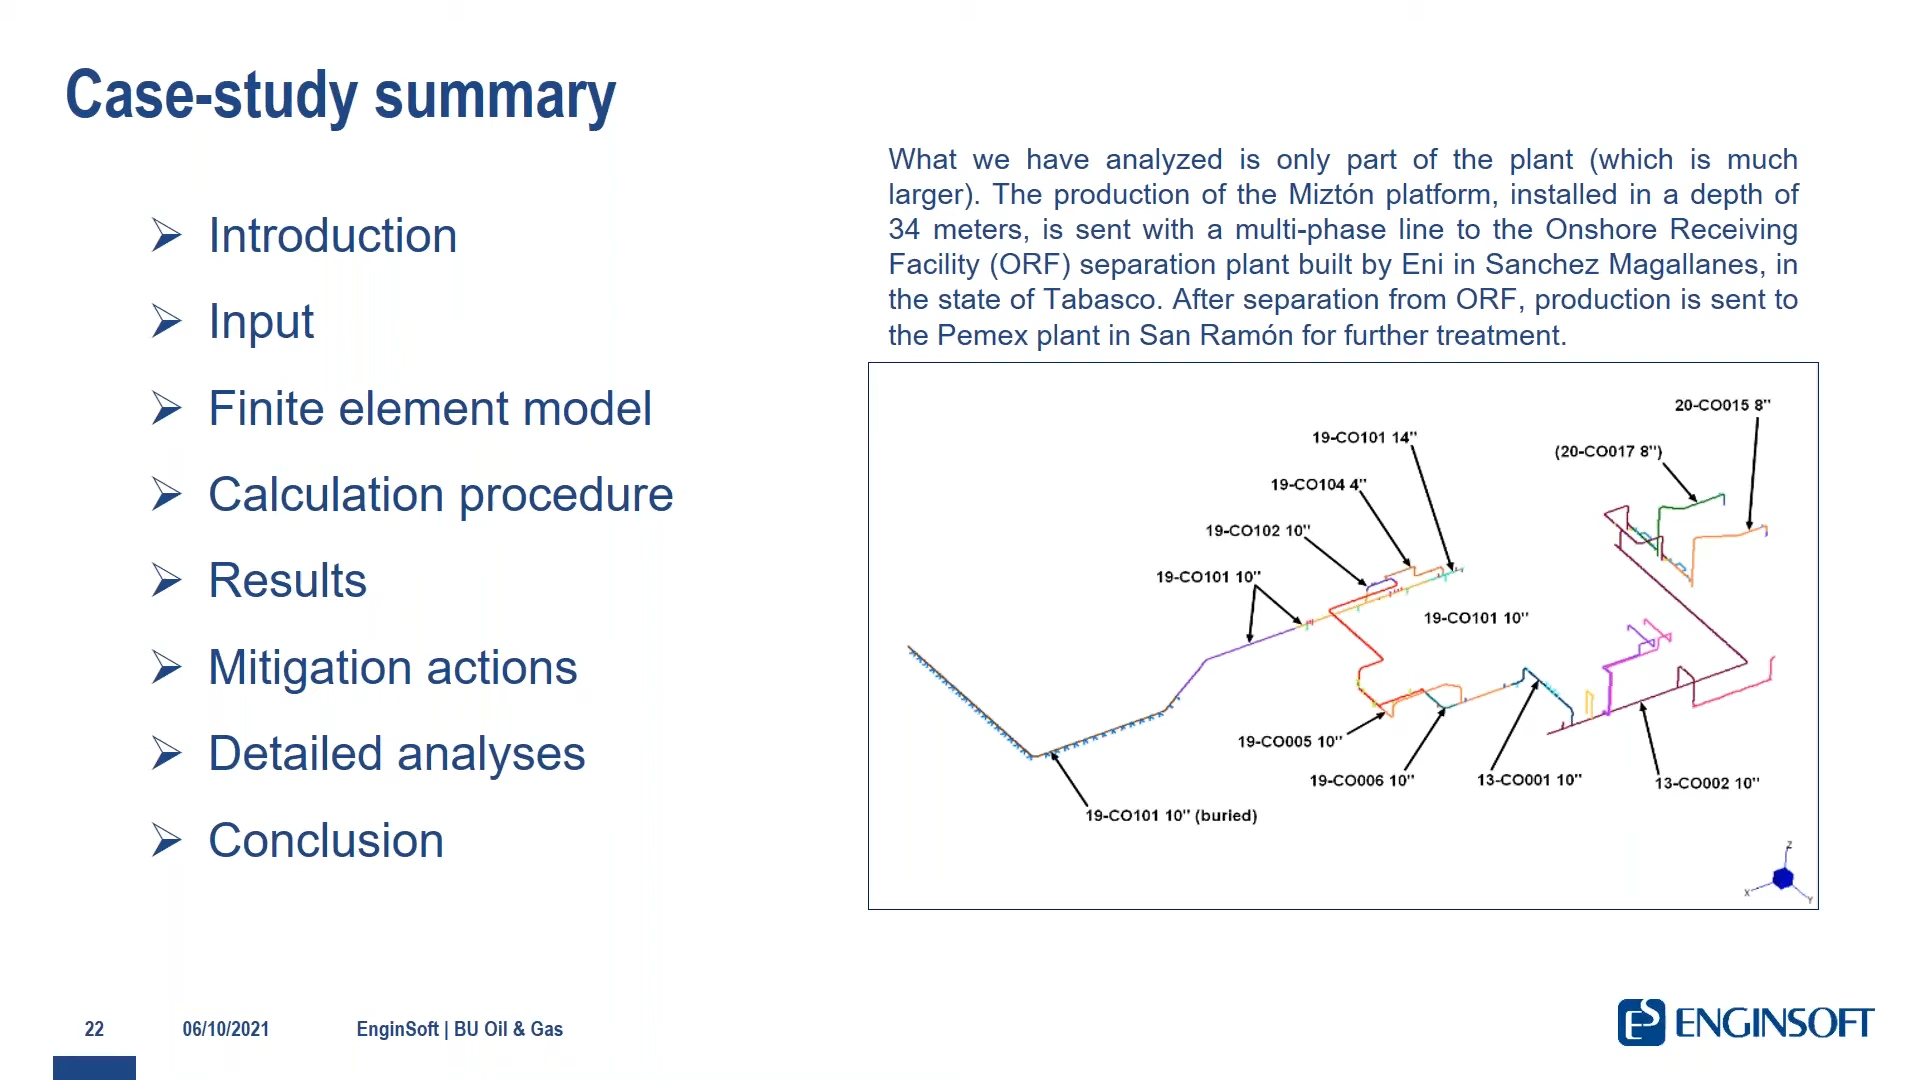 Case-study summary
Introduction
Input
Finite element model
Calculation procedure
Results
Mitigation actions
Detailed analyses
Conclusion
What we have analyzed is only part of the plant (which is much
larger). The production of the Miztón platform, installed in a depth of
34 meters, is sent with a multi-phase line to the Onshore Receiving
Facility (ORF) separation plant built by Eni in Sanchez Magallanes, in
the state of Tabasco. After separation from ORF, production is sent to
the Pemex plant in San Ramón for further treatment.
20-CO015 8"
19-CO101 14"
(20-CO017 8")
19-CO104 4"
19-CO102 10"
19-CO101 10"
19-CO101 10"
19-CO005 10"
19-CO006 10"
13-CO001 10"
13-CO002 10"
19-CO101 10" (buried)
Z
X
Y
22
06/10/2021
EnginSoft | BU Oil & Gas
ES ENGINSOFT